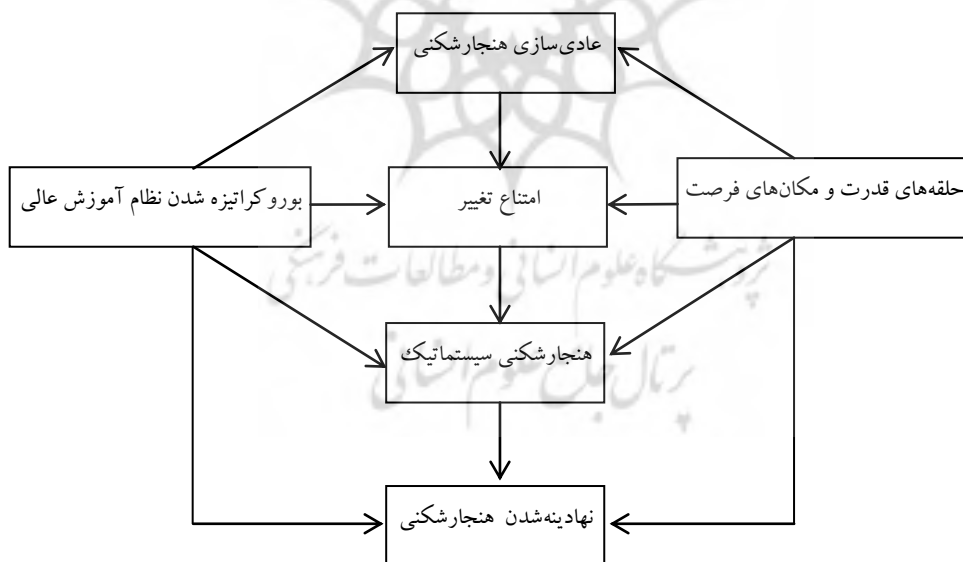 عادی‌سازی هنجارشکنی
حلقه‌های قدرت و مکان‌های فرصت
امتناع تغییر
بوروکراتیزه شدن نظام آموزش عالی
پژوهشگاه علوم انسانی و مطالعات فرهنگی
هنجارشکنی سیستماتیک
پرتال جامع علوم انسانی
نهادینه‌شدن هنجارشکنی